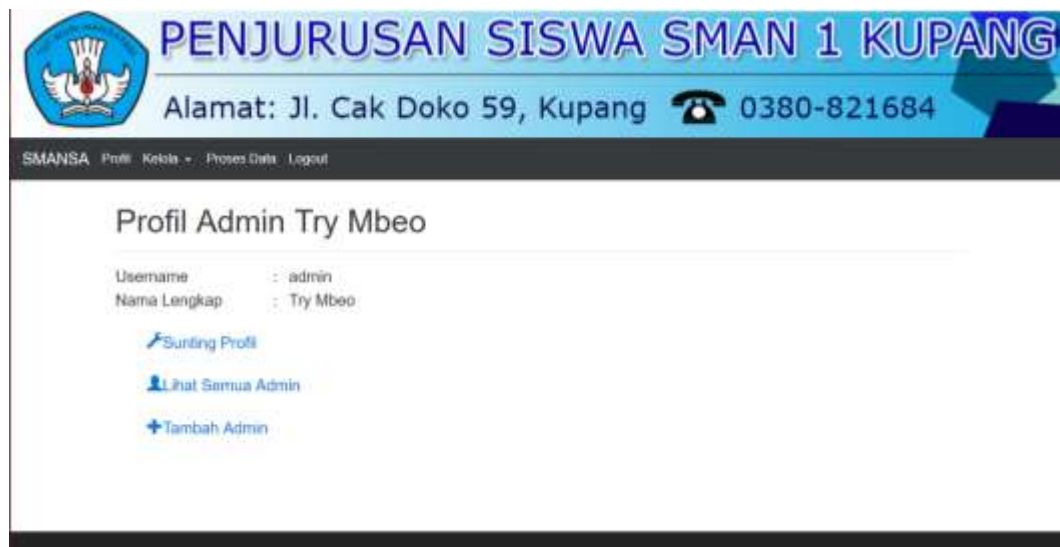 PENJURUSAN SISWA SMAN 1 KUPANG
Alamat: Jl. Cak Doko 59, Kupang ☎ 0380-821684
SMANSA Profil Kelola Proses Data Logout
Profil Admin Try Mbeo
Username : admin
Nama Lengkap : Try Mbeo
Sunting Profil
Lihat Semua Admin
Tambah Admin